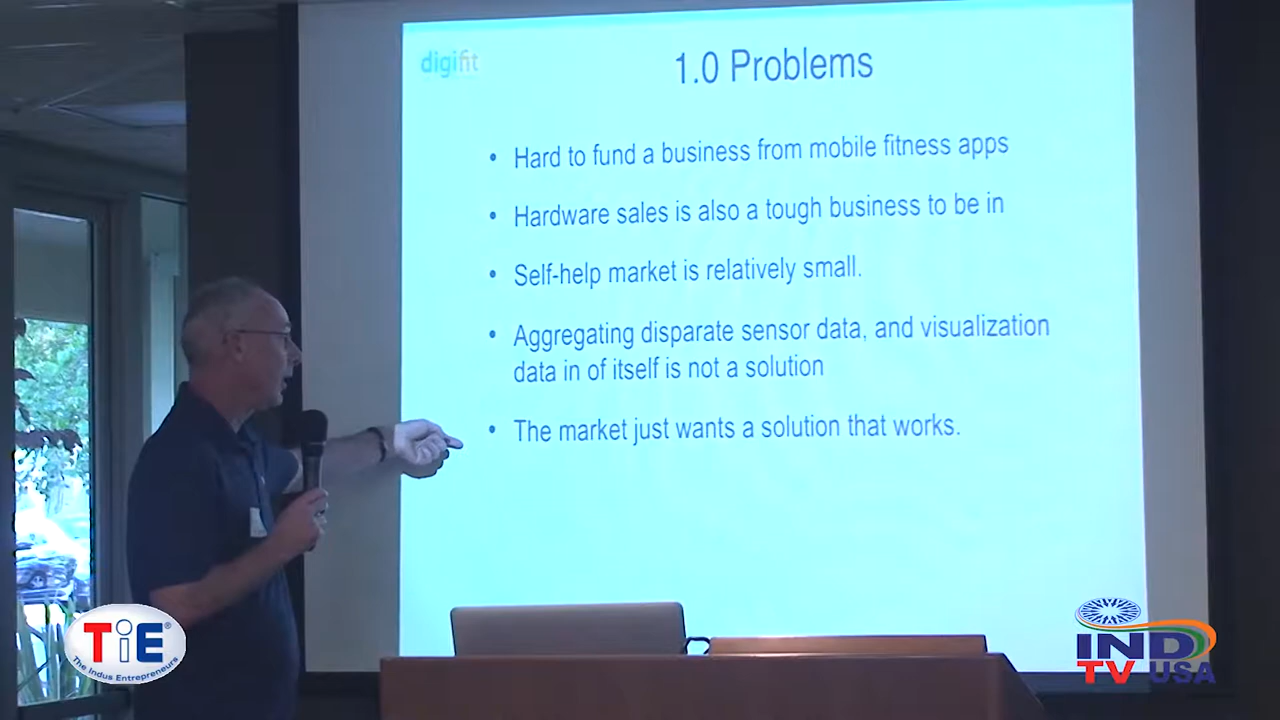 digifit
1.0 Problems
• Hard to fund a business from mobile fitness apps
• Hardware sales is also a tough business to be in
• Self-help market is relatively small.
• Aggregating disparate sensor data, and visualization
data in of itself is not a solution
• The market just wants a solution that works.
TiE®
The Indus Entrepreneurs
IND
TV USA